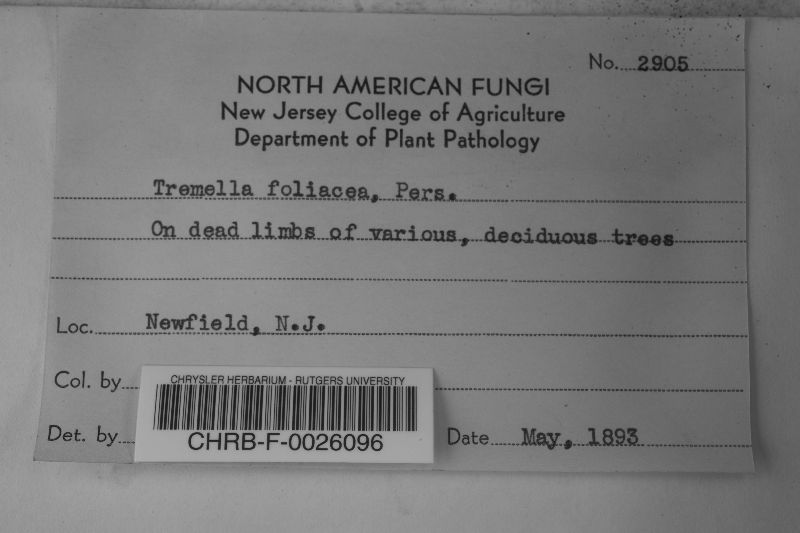 No. 2905
NORTH AMERICAN FUNGI
New Jersey College of Agriculture
Department of Plant Pathology
Tremella foliacea, Pers.
On dead limbs of various, deciduous trees
Loc. Newfield, N.J.
Col. by
CHRYSLER HERBARIUM - RUTGERS UNIVERSITY
CHRB-F-0026096
Det. by
Date May, 1893